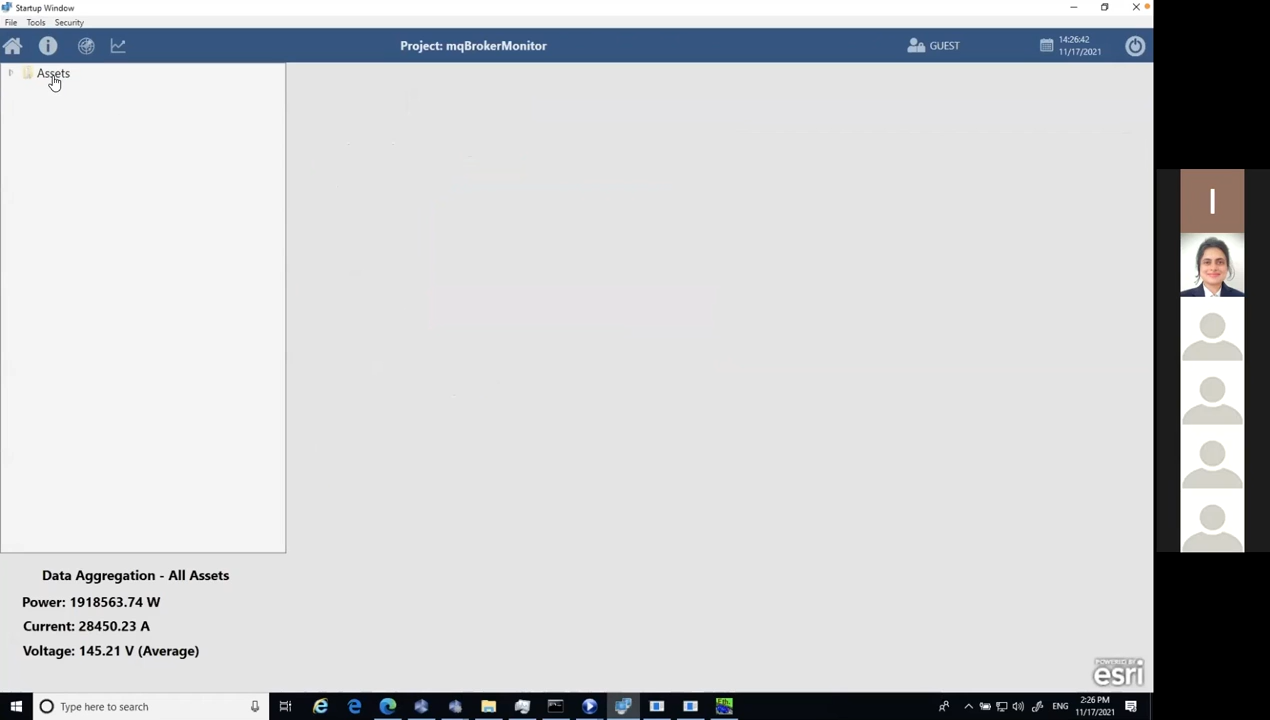 Startup Window
File Tools Security
Project: mqBrokerMonitor
GUEST
14:26:42
11/17/2021
Assets
I
Data Aggregation - All Assets
Power: 1918563.74 W
Current: 28450.23 A
Voltage: 145.21 V (Average)
POWERED BY
esri
Type here to search
ENG
2:26 PM
11/17/2021